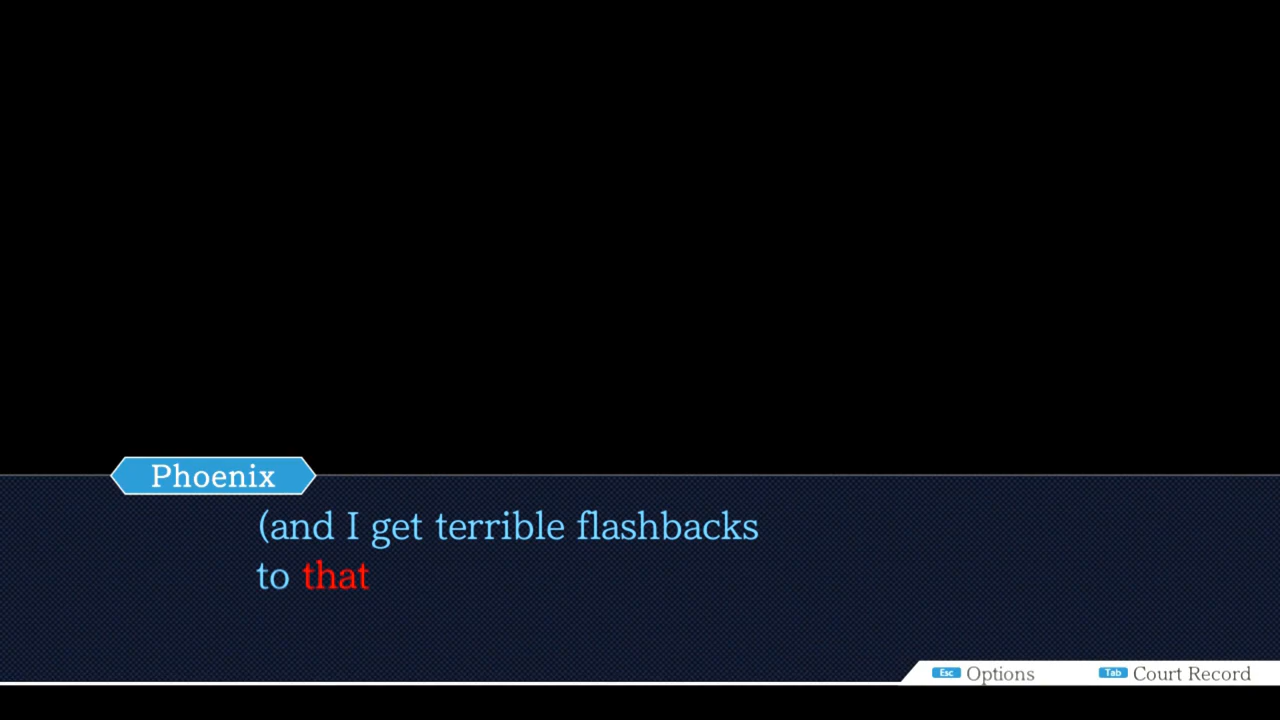 Phoenix
(and I get terrible flashbacks
to that
Esc Options Tab Court Record